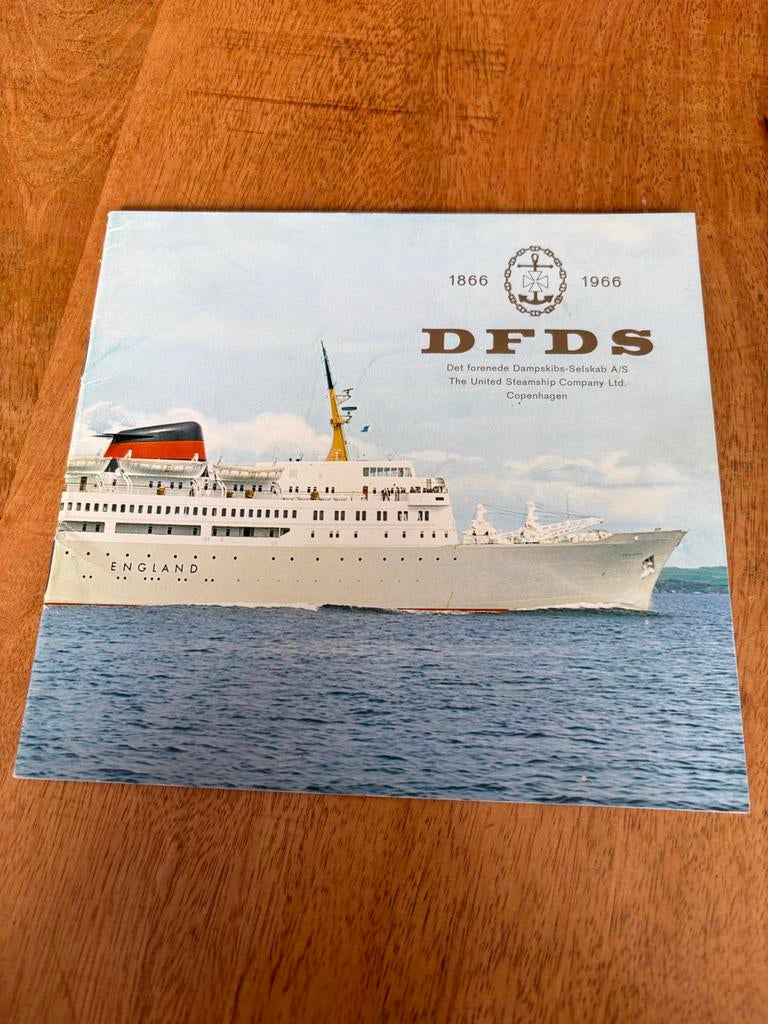 1866 1966
DFDS
Det forenede Dampskibs-Selskab A/S
The United Steamship Company Ltd.
Copenhagen
ENGLAND